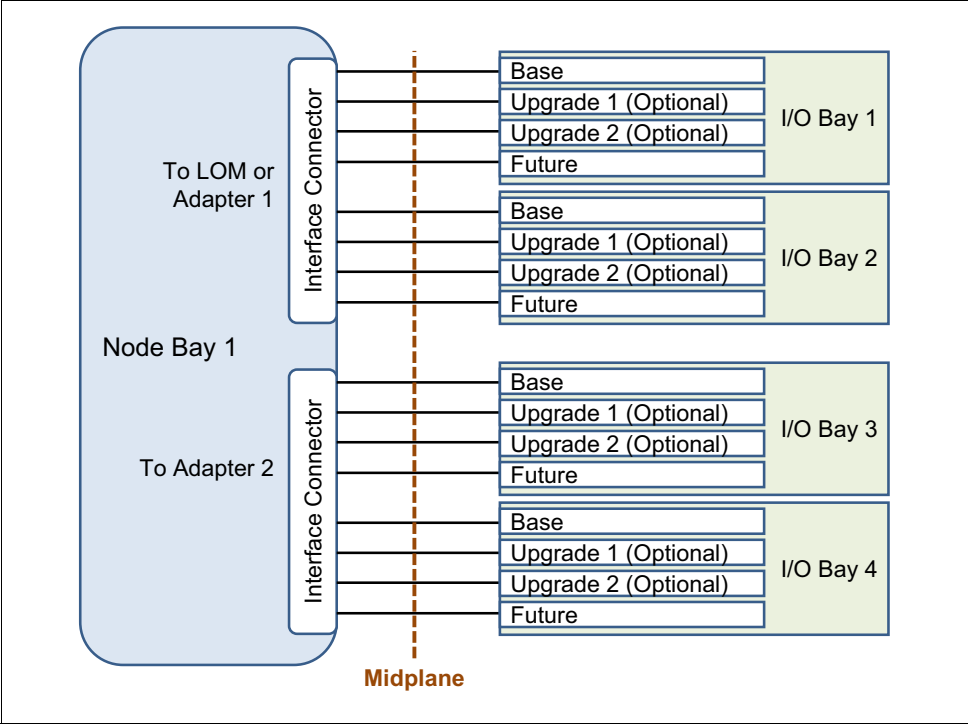 To LOM or
Adapter 1
Interface Connector
Base
Upgrade 1 (Optional)
Upgrade 2 (Optional)
Future
I/O Bay 1
Base
Upgrade 1 (Optional)
Upgrade 2 (Optional)
Future
I/O Bay 2
Node Bay 1
To Adapter 2
Interface Connector
Base
Upgrade 1 (Optional)
Upgrade 2 (Optional)
Future
I/O Bay 3
Base
Upgrade 1 (Optional)
Upgrade 2 (Optional)
Future
I/O Bay 4
Midplane